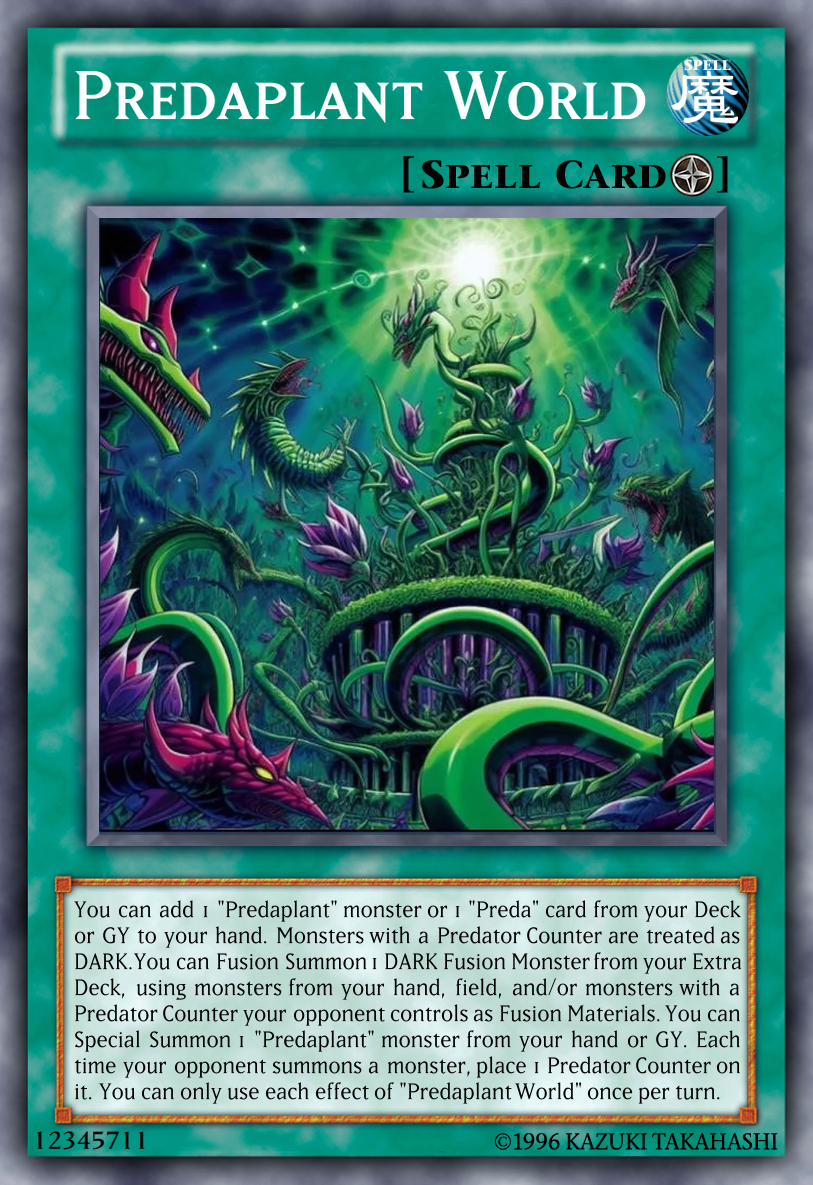 Predaplant World
SPELL
魔
[Spell Card]
You can add 1 "Predaplant" monster or 1 "Preda" card from your Deck
or GY to your hand. Monsters with a Predator Counter are treated as
DARK.You can Fusion Summon 1 DARK Fusion Monster from your Extra
Deck, using monsters from your hand, field, and/or monsters with a
Predator Counter your opponent controls as Fusion Materials. You can
Special Summon 1 "Predaplant" monster from your hand or GY. Each
time your opponent summons a monster, place 1 Predator Counter on
it. You can only use each effect of "Predaplant World" once per turn.
12345711
©1996 KAZUKI TAKAHASHI